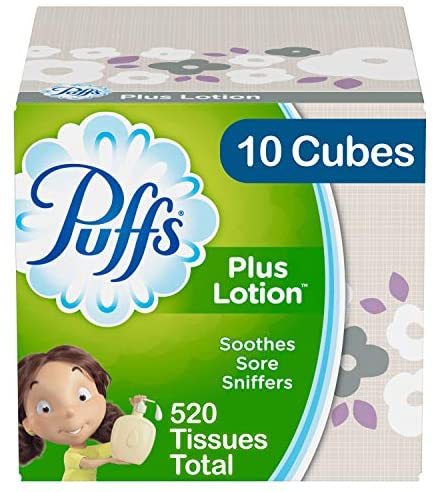 Puffs
Plus Lotion
10 Cubes
Puffs®
Plus
Lotion™
Soothes
Sore
Sniffers
520
Tissues
Total